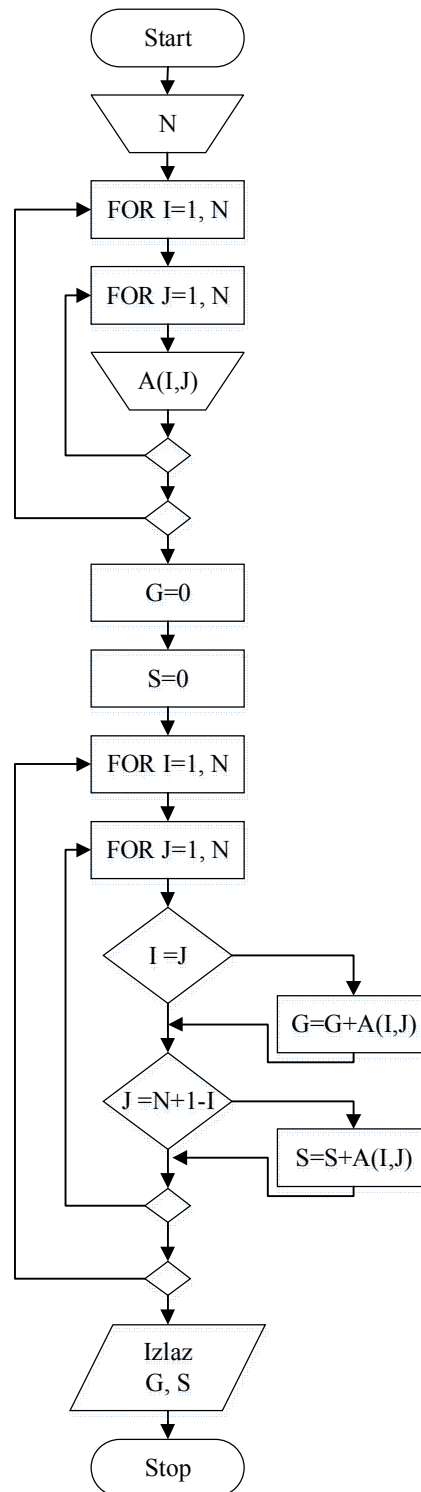 Start
N
FOR I=1, N
FOR J=1, N
A(I,J)
G=0
S=0
FOR I=1, N
FOR J=1, N
I =J
G=G+A(I,J)
J =N+1-I
S=S+A(I,J)
Izlaz
G, S
Stop